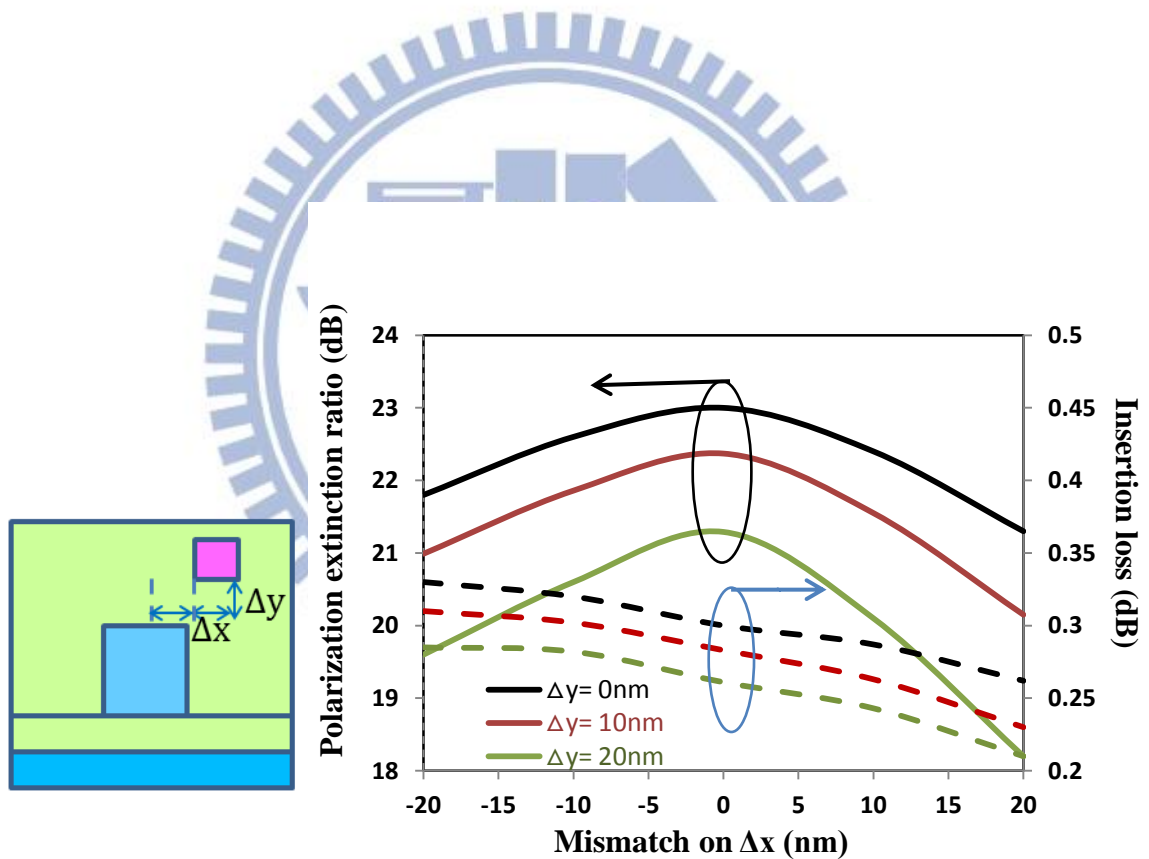 Polarization extinction ratio (dB)
24
23
22
21
20
19
18
0.5
0.45
0.4
0.35
0.3
0.25
0.2
Insertion loss (dB)
Δy
Δx
Δy= 0nm
Δy= 10nm
Δy= 20nm
-20 -15 -10 -5 0 5 10 15 20
Mismatch on Δx (nm)